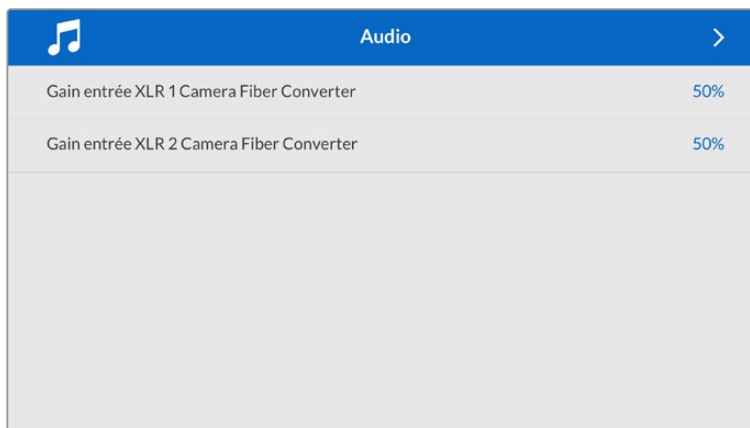 Audio
Gain entrée XLR 1 Camera Fiber Converter 50%
Gain entrée XLR 2 Camera Fiber Converter 50%